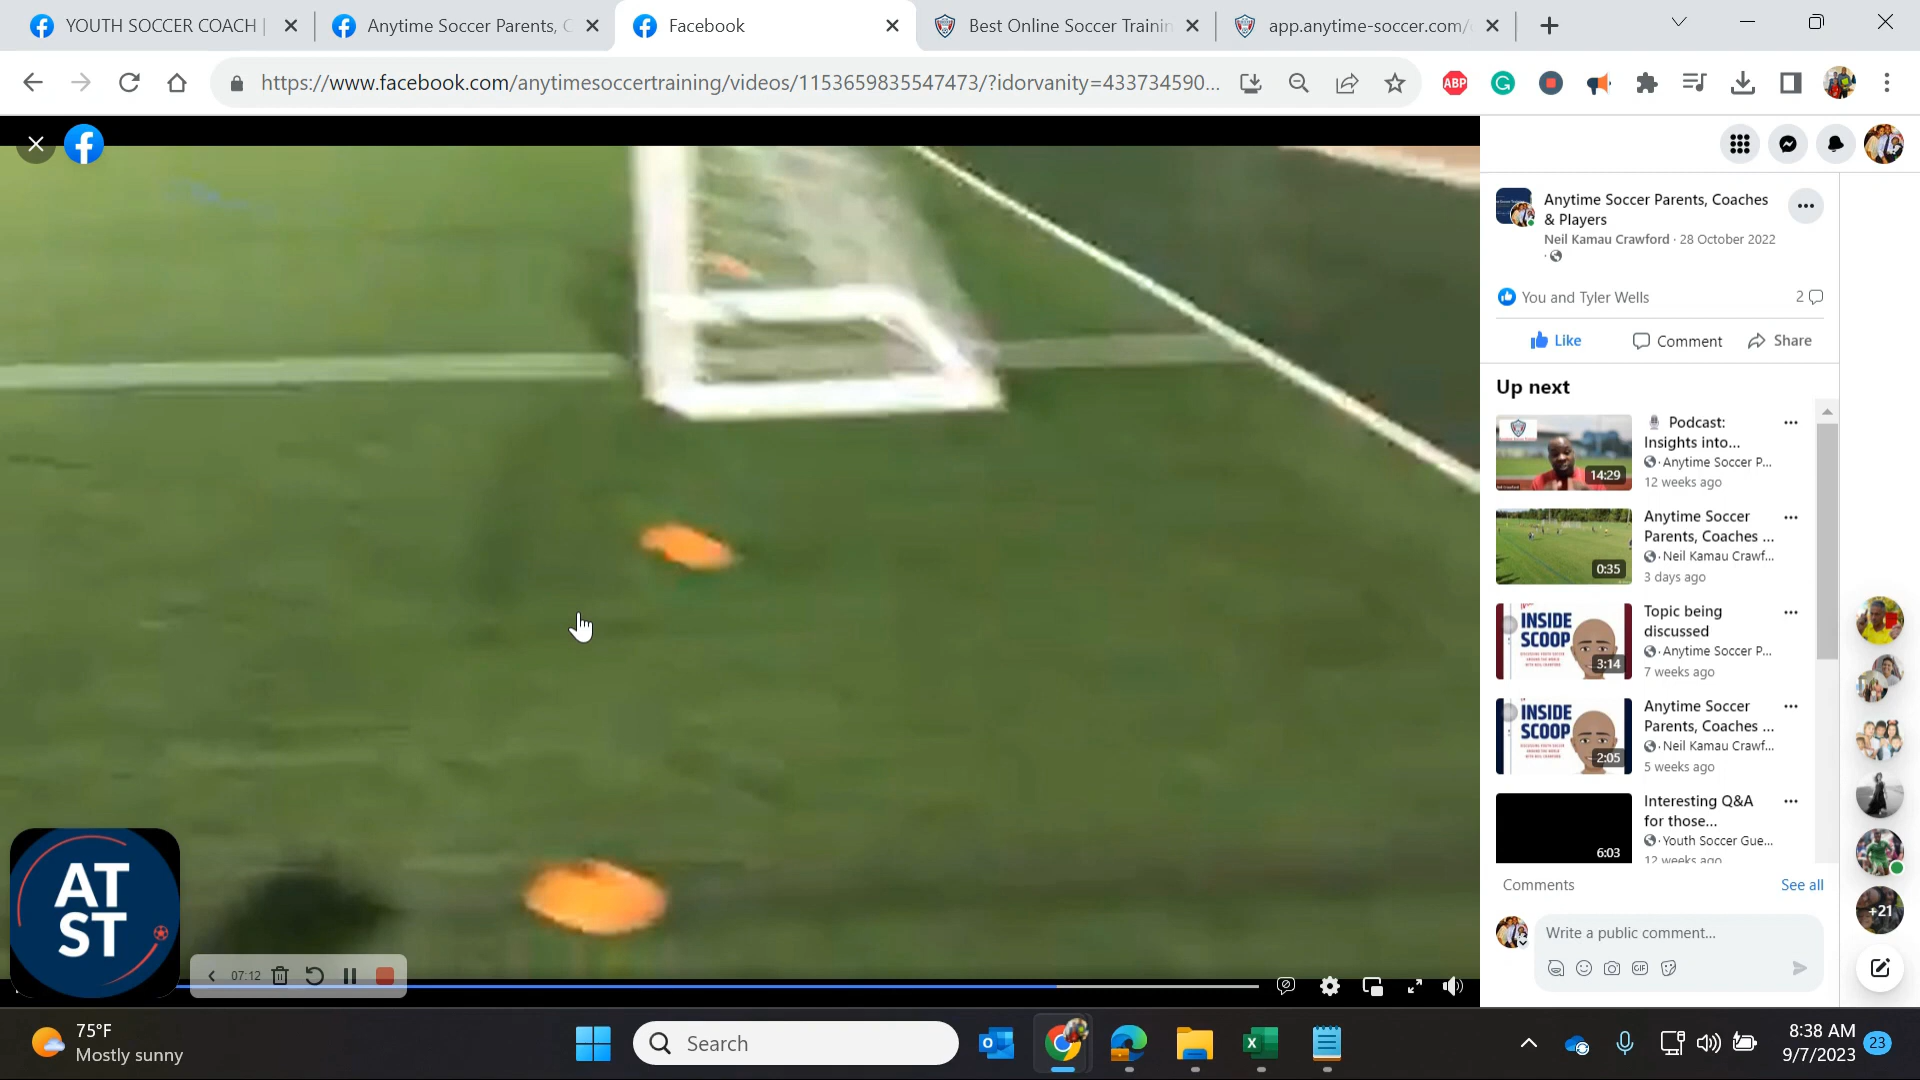 YOUTH SOCCER COACH |
Anytime Soccer Parents, C
Facebook
Best Online Soccer Trainin
app.anytime-soccer.com/
https://www.facebook.com/anytimesoccertraining/videos/1153659835547473/?idorvanity=433734590...
ABP
Anytime Soccer Parents, Coaches
& Players
Neil Kamau Crawford · 28 October 2022
You and Tyler Wells
2
Like
Comment
Share
Up next
Podcast:
Insights into...
Anytime Soccer P...
12 weeks ago
14:29
Anytime Soccer
Parents, Coaches ...
Neil Kamau Crawf...
3 days ago
0:35
Topic being
discussed
Anytime Soccer P...
7 weeks ago
INSIDE
SCOOP
3:14
Anytime Soccer
Parents, Coaches ...
Neil Kamau Crawf...
5 weeks ago
INSIDE
SCOOP
2:05
Interesting Q&A
for those...
Youth Soccer Gue...
12 weeks ago
6:03
Comments
See all
Write a public comment...
GIF
+21
AT
ST
07:12
75°F
Mostly sunny
Search
8:38 AM
9/7/2023
23